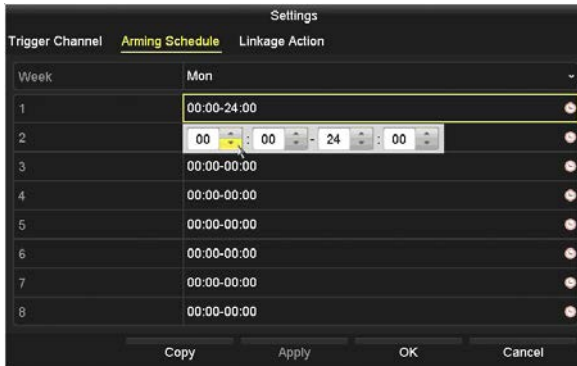 Settings
Trigger Channel Arming Schedule Linkage Action
Week Mon
1 00:00-24:00
2 00 : 00 - 24 : 00
3 00:00-00:00
4 00:00-00:00
5 00:00-00:00
6 00:00-00:00
7 00:00-00:00
8 00:00-00:00
Copy Apply OK Cancel